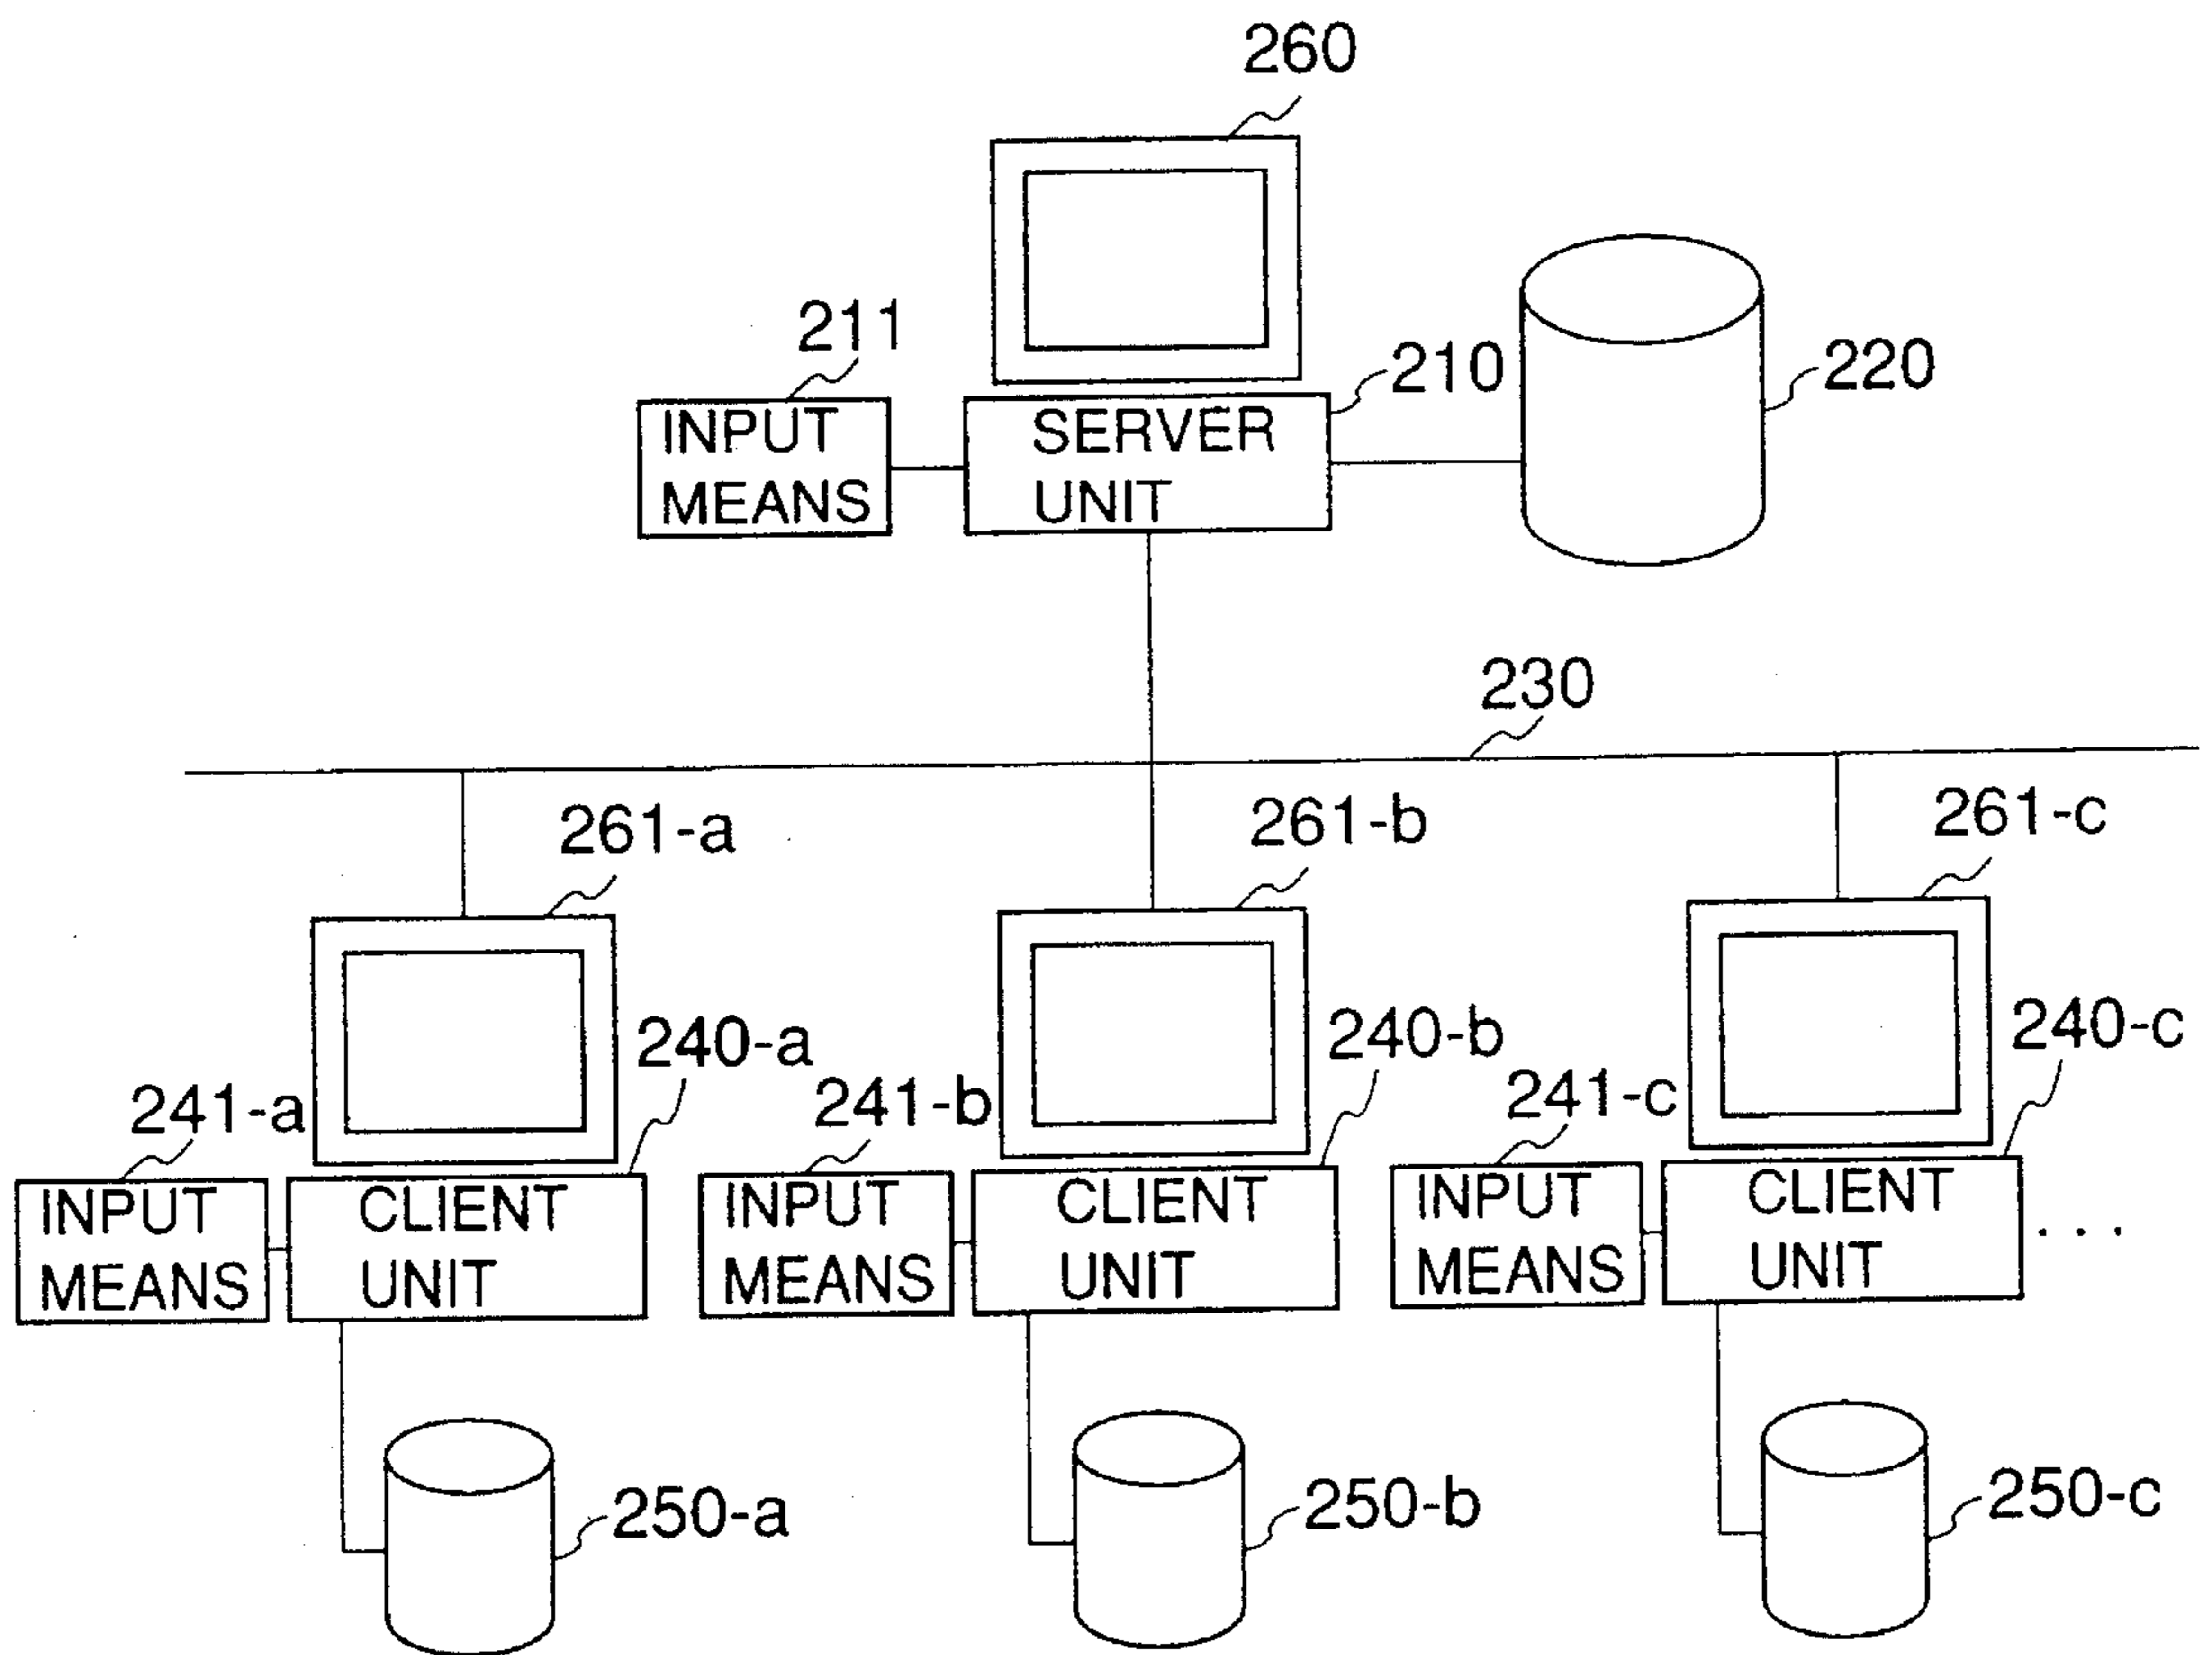 260
211
210
220
INPUT
MEANS
SERVER
UNIT
230
261-a
261-b
261-c
240-a
240-b
240-c
241-a
241-b
241-c
INPUT
MEANS
CLIENT
UNIT
INPUT
MEANS
CLIENT
UNIT
INPUT
MEANS
CLIENT
UNIT
. . .
250-a
250-b
250-c